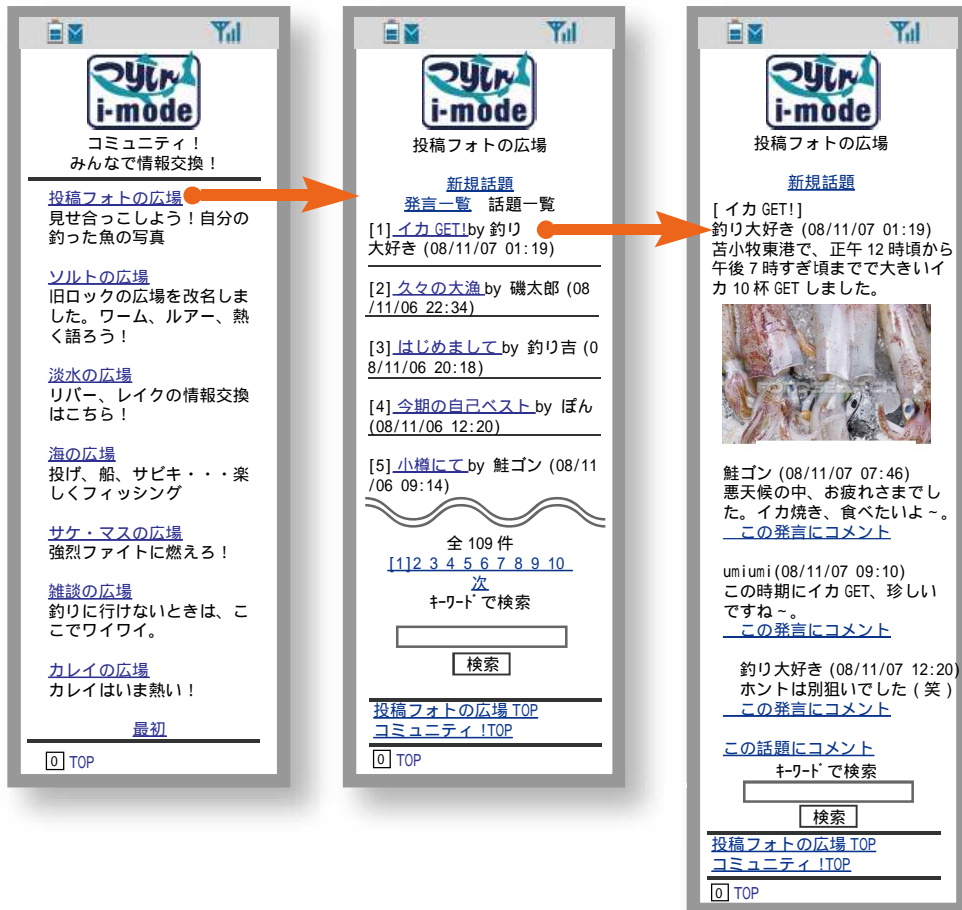 つり
i-mode
コミュニティ！
みんなで情報交換！
投稿フォトの広場
見せ合っこしよう！自分の
釣った魚の写真
ソルトの広場
旧ロックの広場を改名しま
した。ワーム、ルアー、熱
く語ろう！
淡水の広場
リバー、レイクの情報交換
はこちら！
海の広場
投げ、船、サビキ・・・楽
しくフィッシング
サケ・マスの広場
強烈ファイトに燃えろ！
雑談の広場
釣りに行けないときは、こ
こでワイワイ。
カレイの広場
カレイはいま熱い！
最初
0 TOP
i-mode
投稿フォトの広場
新規話題
発言一覧 話題一覧
[1] イカ GET!by 釣り
大好き (08/11/07 01:19)
[2] 久々の大漁 by 磯太郎 (08
/11/06 22:34)
[3] はじめまして by 釣り吉 (0
8/11/06 20:18)
[4] 今期の自己ベスト by ぽん
(08/11/06 12:20)
[5] 小樽にて by 鮭ゴン (08/11
/06 09:14)
全 109 件
[1]2 3 4 5 6 7 8 9 10
次
ｷｰﾜｰﾄﾞで検索
検索
投稿フォトの広場 TOP
コミュニティ !TOP
0 TOP
i-mode
投稿フォトの広場
新規話題
[ イカ GET!]
釣り大好き (08/11/07 01:19)
苫小牧東港で、正午 12 時頃から
午後 7 時すぎ頃までで大きいイ
カ 10 杯 GET しました。
鮭ゴン (08/11/07 07:46)
悪天候の中、お疲れさまでし
た。イカ焼き、食べたいよ～。
この発言にコメント
umiumi(08/11/07 09:10)
この時期にイカ GET、珍しい
ですね～。
この発言にコメント
釣り大好き (08/11/07 12:20)
ホントは別狙いでした ( 笑 )
この発言にコメント
この話題にコメント
ｷｰﾜｰﾄﾞで検索
検索
投稿フォトの広場 TOP
コミュニティ !TOP
0 TOP